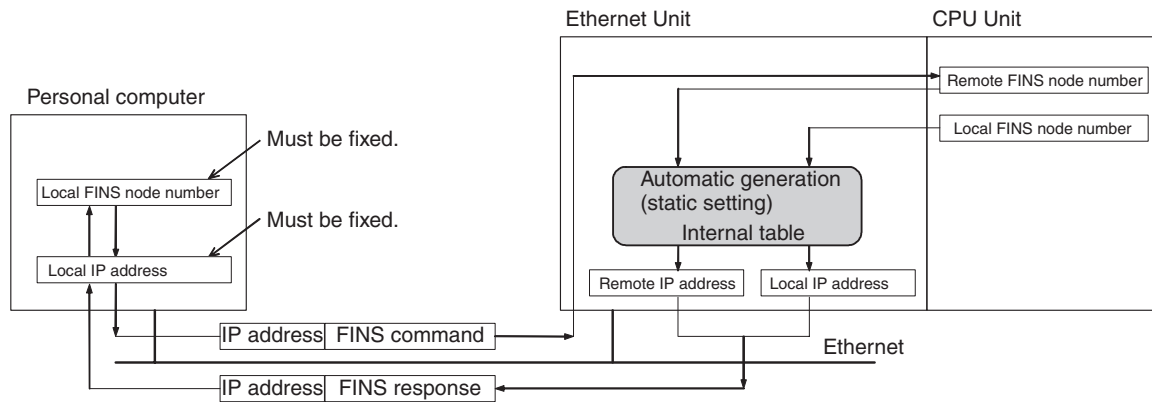 Ethernet Unit
CPU Unit
Personal computer
Remote FINS node number
Local FINS node number
Must be fixed.
Local FINS node number
Automatic generation
(static setting)
Internal table
Must be fixed.
Local IP address
Remote IP address
Local IP address
IP address FINS command
Ethernet
IP address FINS response